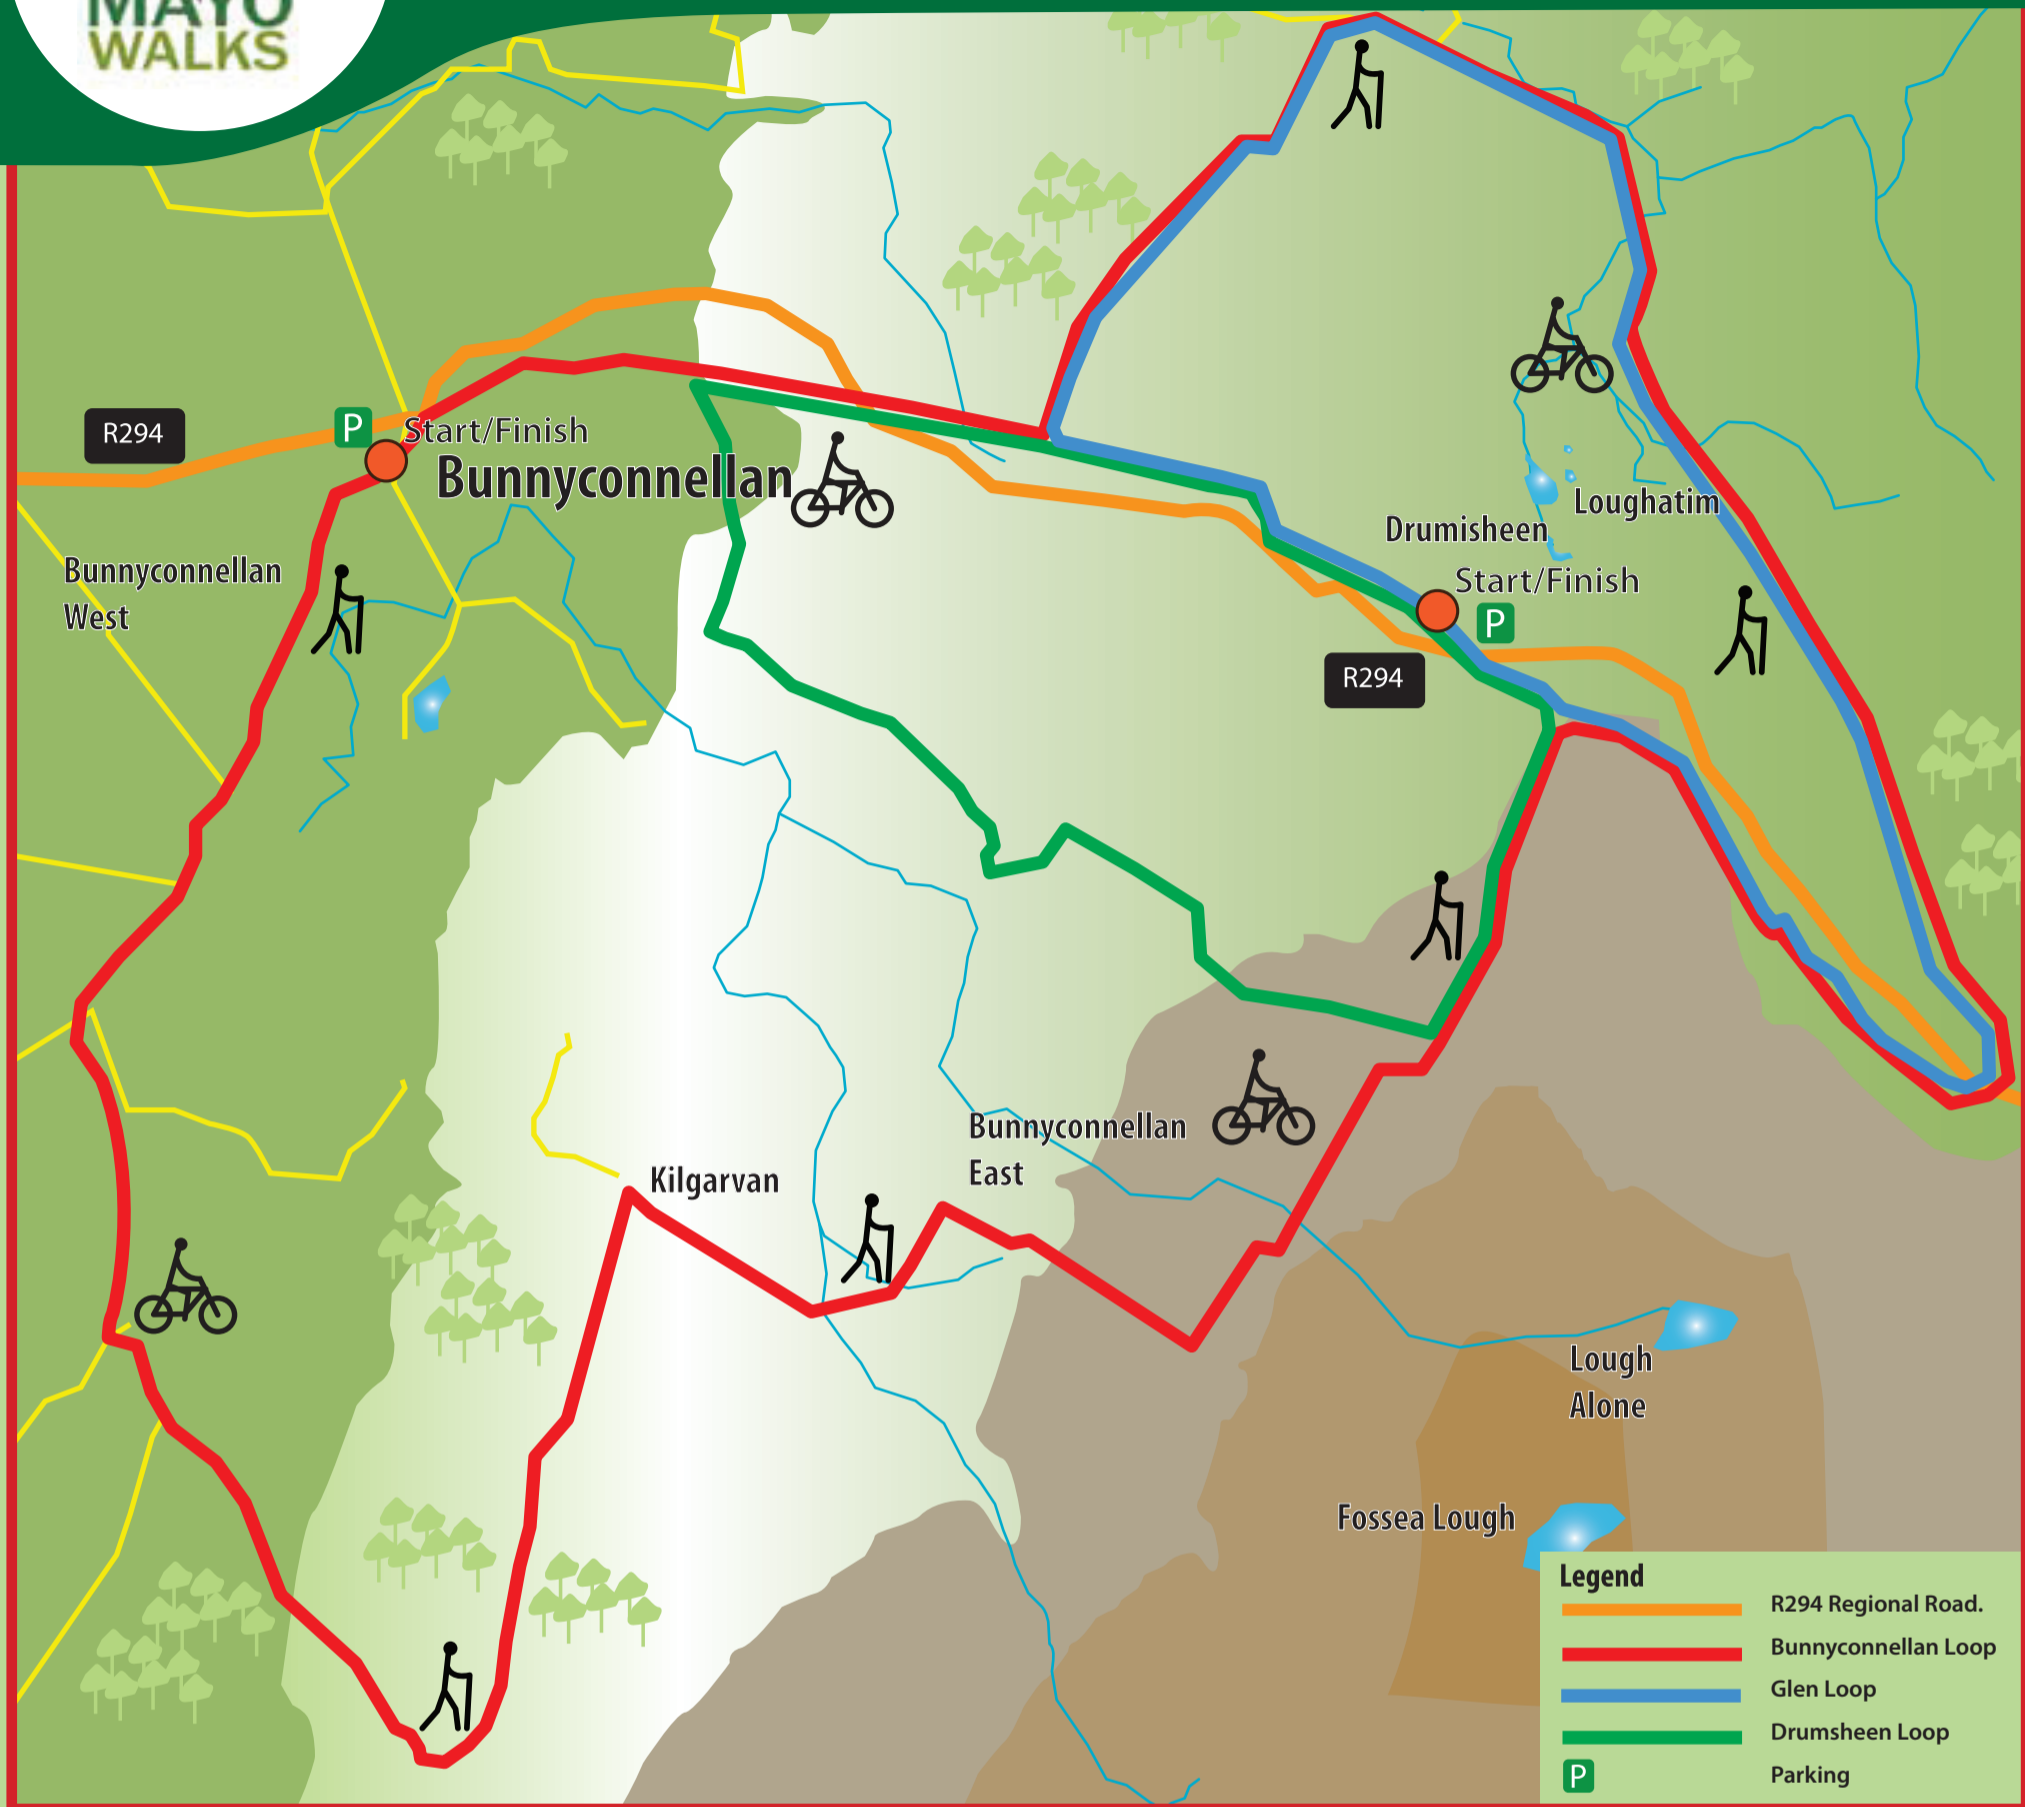 MAYO
WALKS
R294
P
Start/Finish
Bunnyconnellan
Bunnyconnellan
West
Loughatim
Drumisheen
Start/Finish
P
R294
Bunnyconnellan
East
Kilgarvan
Lough
Alone
Fossea Lough
Legend
R294 Regional Road.
Bunnyconnellan Loop
Glen Loop
Drumsheen Loop
P Parking